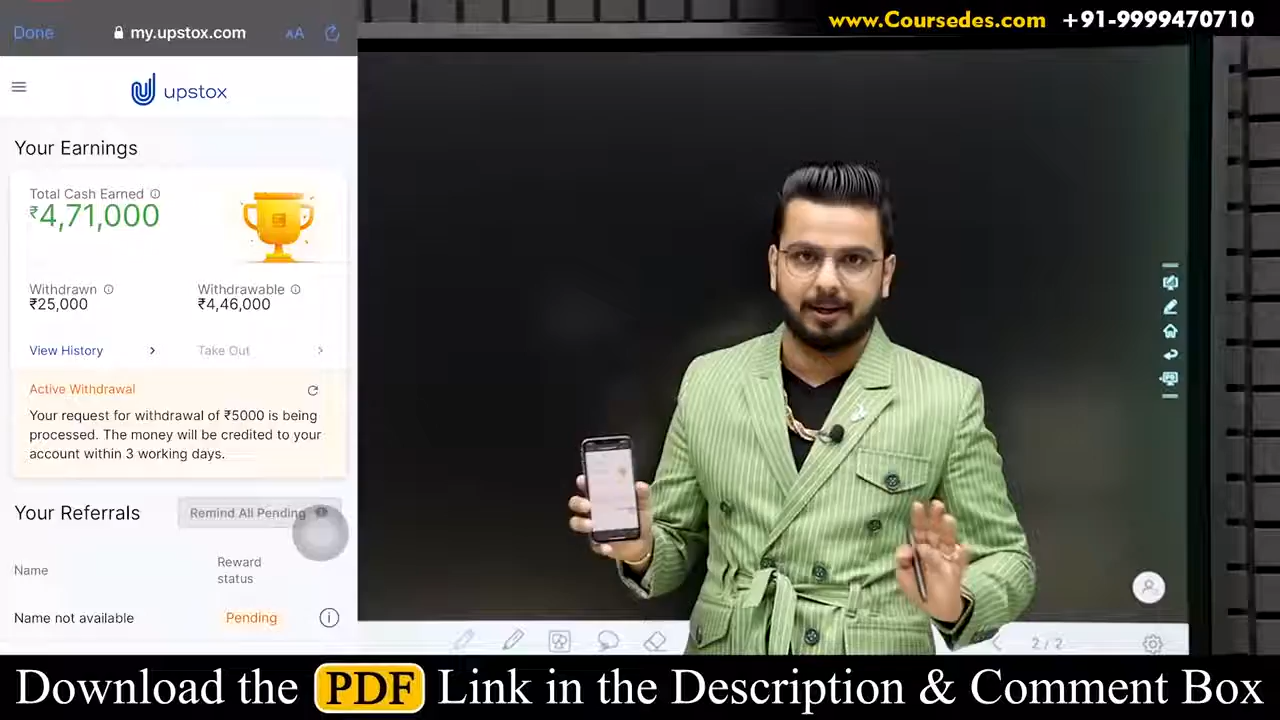 www.Coursedes.com +91-9999470710
Done
my.upstox.com
AA
upstox
Your Earnings
Total Cash Earned
₹4,71,000
Withdrawn
₹25,000
Withdrawable
₹4,46,000
View History
Take Out
Active Withdrawal
Your request for withdrawal of ₹5000 is being
processed. The money will be credited to your
account within 3 working days.
Your Referrals
Remind All Pending
Name
Reward
status
Name not available
Pending
2 / 2
Download the PDF Link in the Description & Comment Box